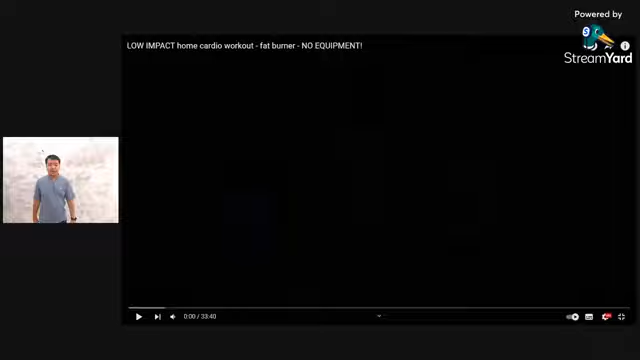 Powered by
LOW IMPACT home cardio workout - fat burner - NO EQUIPMENT!
StreamYard
0:00 / 33:40